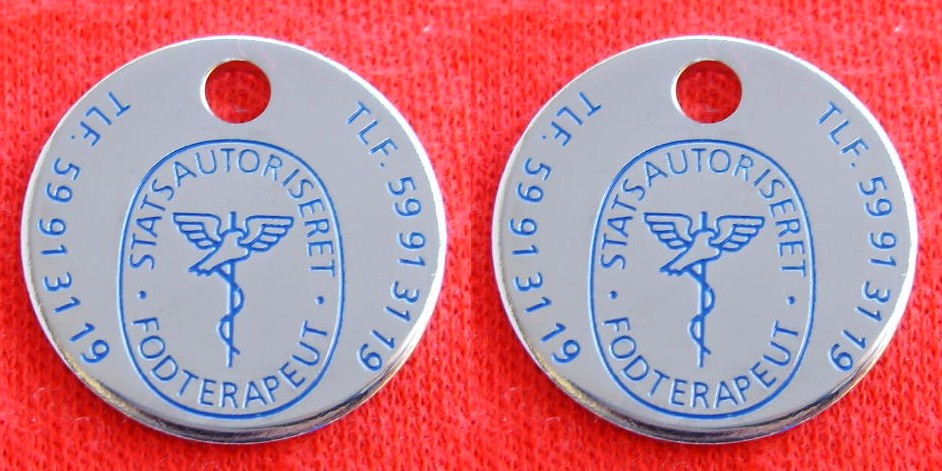 TLF. 59 91 31 19
STATSAUTORISERET
· FODTERAPEUT ·
TLF. 59 91 31 19
TLF. 59 91 31 19
STATSAUTORISERET
· FODTERAPEUT ·
TLF. 59 91 31 19